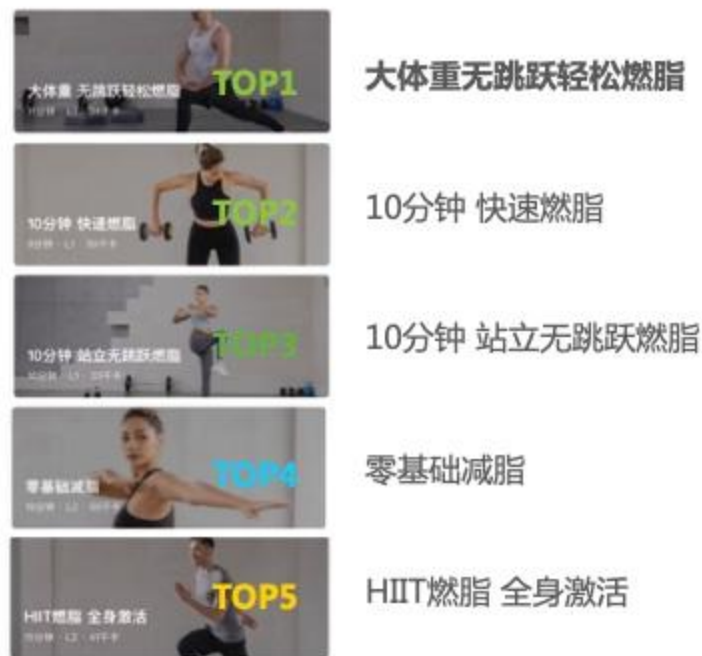 大体重 无跳跃轻松燃脂
TOP1
大体重无跳跃轻松燃脂
10分钟 快速燃脂
TOP2
10分钟 快速燃脂
10分钟 站立无跳跃燃脂
TOP3
10分钟 站立无跳跃燃脂
零基础减脂
TOP4
零基础减脂
HIIT燃脂 全身激活
TOP5
HIIT燃脂 全身激活